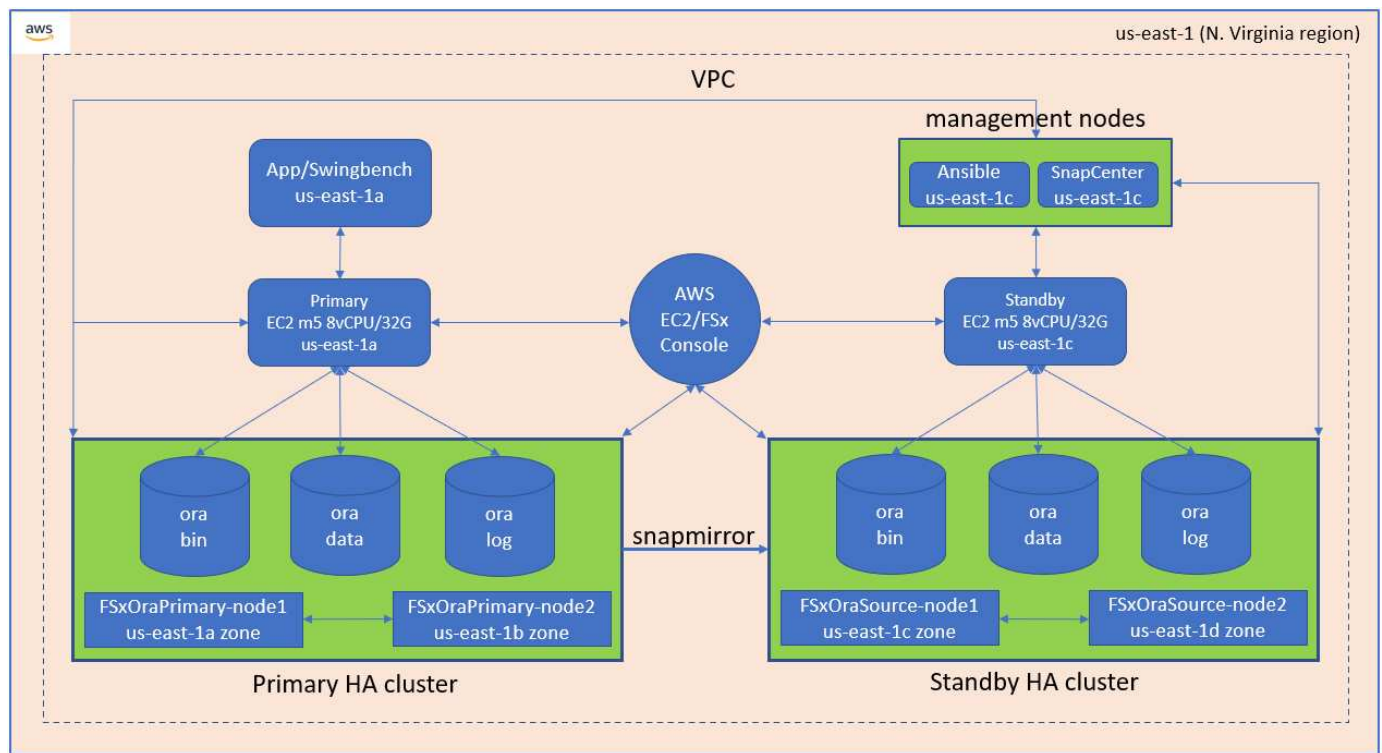 aws
us-east-1 (N. Virginia region)
VPC
management nodes
App/Swingbench
us-east-1a
Ansible
us-east-1c
SnapCenter
us-east-1c
Primary
EC2 m5 8vCPU/32G
us-east-1a
AWS
EC2/FSx
Console
Standby
EC2 m5 8vCPU/32G
us-east-1c
ora
bin
ora
data
ora
log
snapmirror
ora
bin
ora
data
ora
log
FSxOraPrimary-node1
us-east-1a zone
FSxOraPrimary-node2
us-east-1b zone
FSxOraSource-node1
us-east-1c zone
FSxOraSource-node2
us-east-1d zone
Primary HA cluster
Standby HA cluster